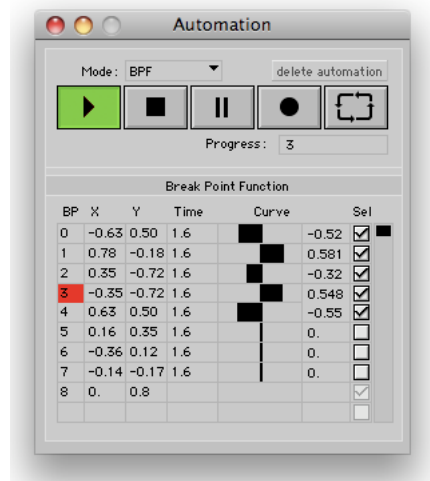 Automation
Mode: BPF delete automation
Progress: 3
Break Point Function
BP X Y Time Curve Sel
0 -0.63 0.50 1.6 -0.52
1 0.78 -0.18 1.6 0.581
2 0.35 -0.72 1.6 -0.32
3 -0.35 -0.72 1.6 0.548
4 0.63 0.50 1.6 -0.55
5 0.16 0.35 1.6 0.
6 -0.36 0.12 1.6 0.
7 -0.14 -0.17 1.6 0.
8 0. 0.8